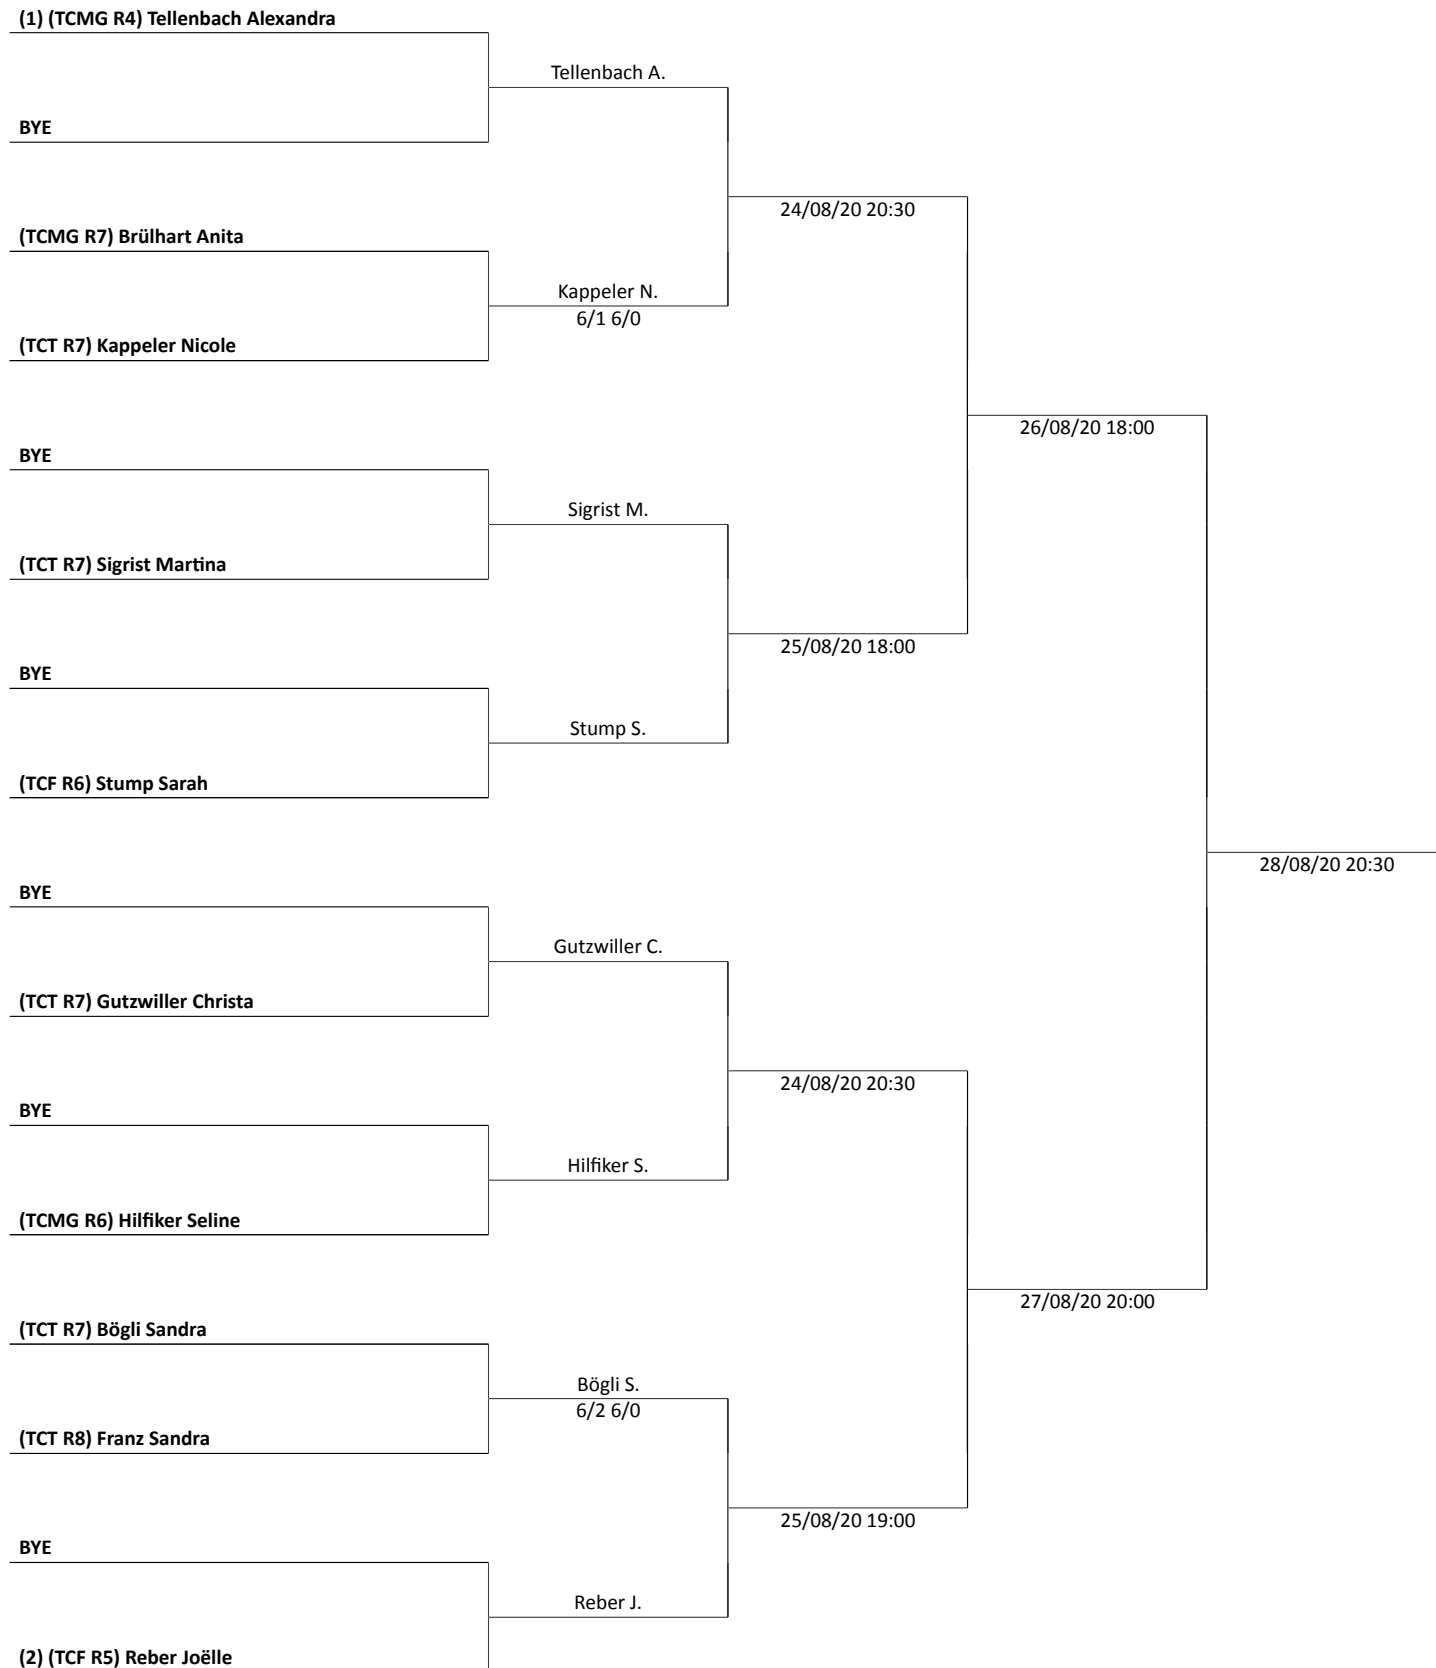 (1) (TCMG R4) Tellenbach Alexandra
Tellenbach A.
BYE
24/08/20 20:30
(TCMG R7) Brülhart Anita
Kappeler N.
6/1 6/0
(TCT R7) Kappeler Nicole
26/08/20 18:00
BYE
Sigrist M.
(TCT R7) Sigrist Martina
25/08/20 18:00
BYE
Stump S.
(TCF R6) Stump Sarah
28/08/20 20:30
BYE
Gutzwiller C.
(TCT R7) Gutzwiller Christa
24/08/20 20:30
BYE
Hilfiker S.
(TCMG R6) Hilfiker Seline
27/08/20 20:00
(TCT R7) Bögli Sandra
Bögli S.
6/2 6/0
(TCT R8) Franz Sandra
25/08/20 19:00
BYE
Reber J.
(2) (TCF R5) Reber Joëlle